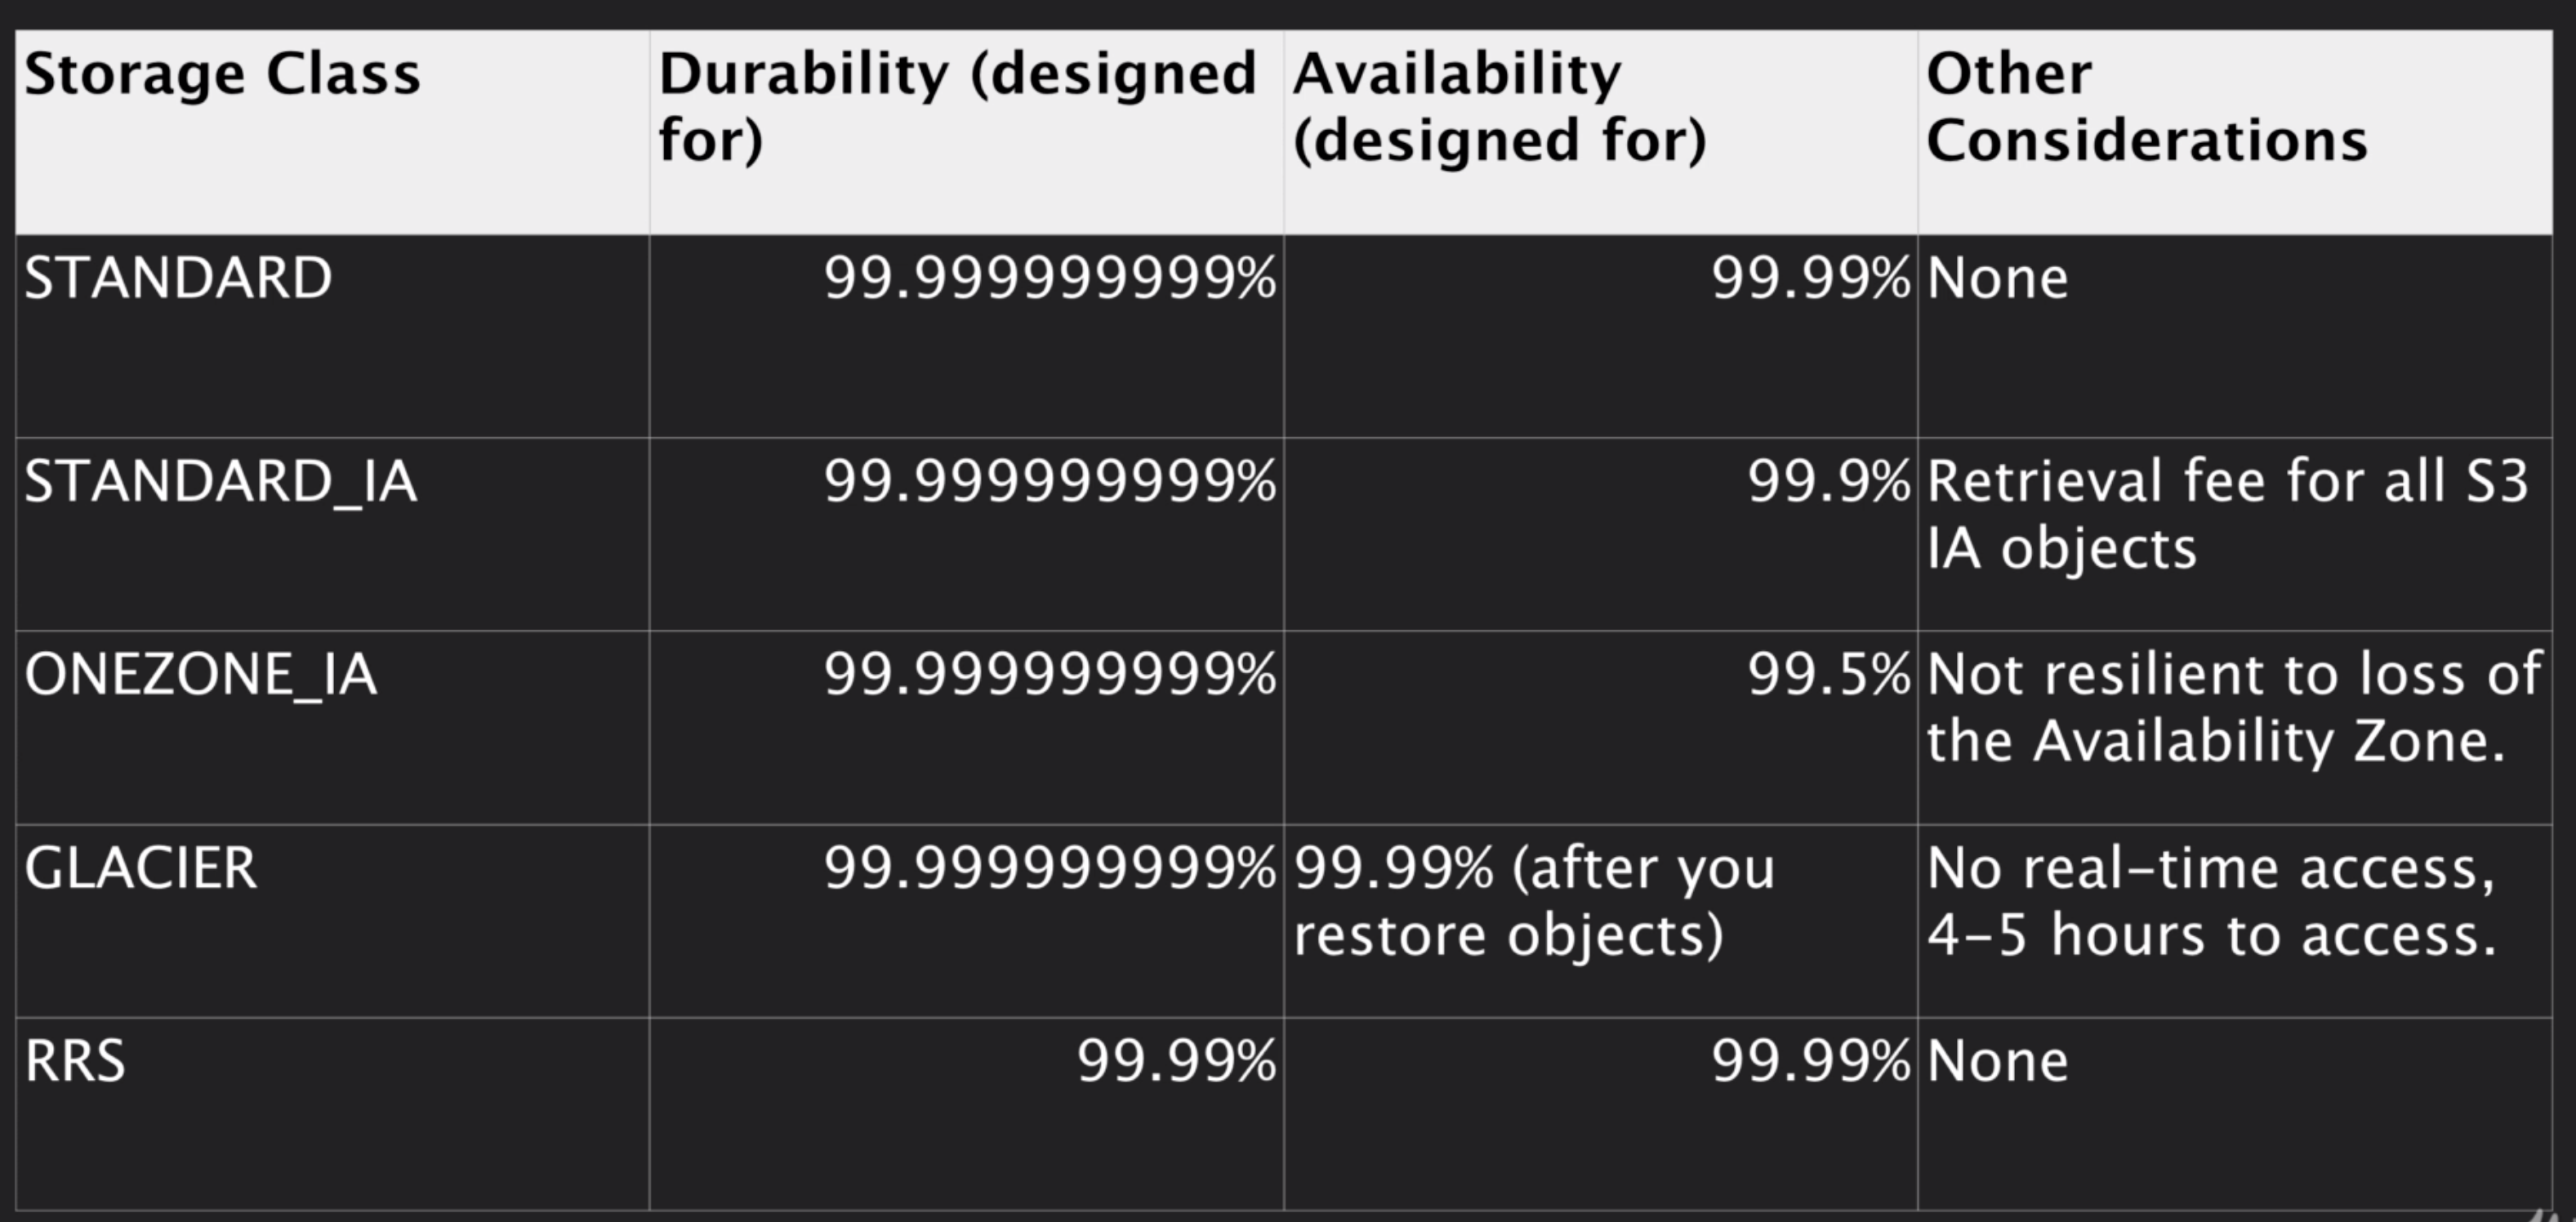 Storage Class
Durability (designed
for)
Availability
(designed for)
Other
Considerations
STANDARD
99.999999999%
99.99%
None
STANDARD_IA
99.999999999%
99.9%
Retrieval fee for all S3
IA objects
ONEZONE_IA
99.999999999%
99.5%
Not resilient to loss of
the Availability Zone.
GLACIER
99.999999999%
99.99% (after you
restore objects)
No real-time access,
4-5 hours to access.
RRS
99.99%
99.99%
None